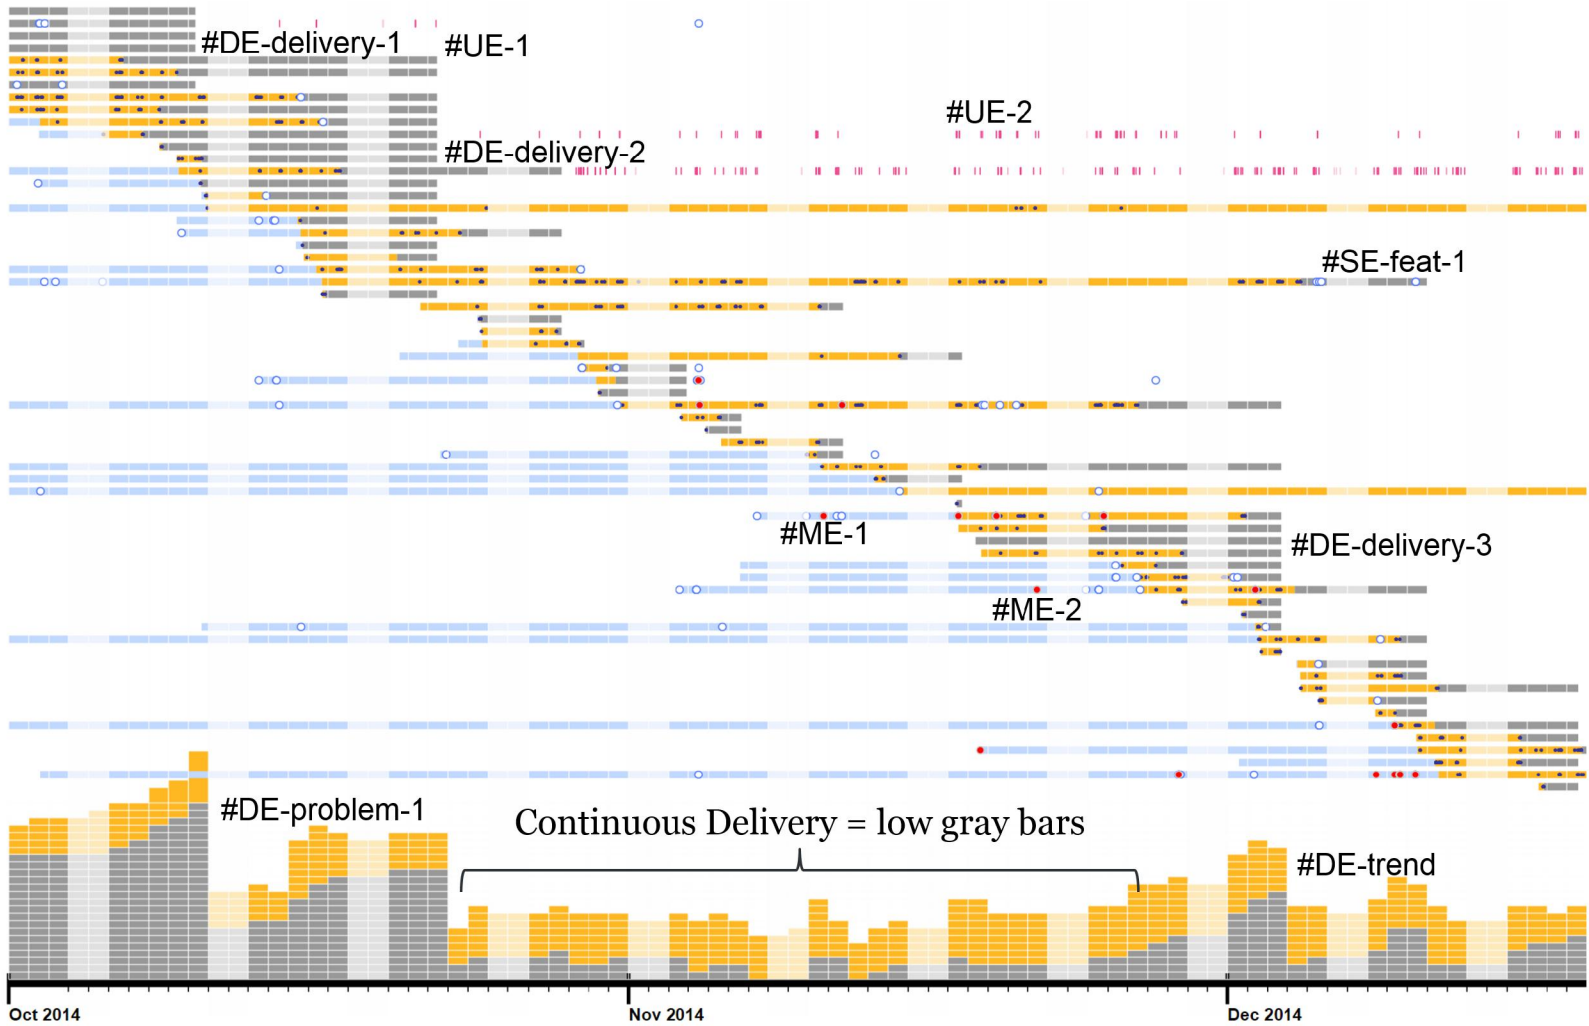 #DE-delivery-1
#UE-1
#UE-2
#DE-delivery-2
#SE-feat-1
#ME-1
#DE-delivery-3
#ME-2
#DE-problem-1
Continuous Delivery = low gray bars
#DE-trend
Oct 2014
Nov 2014
Dec 2014